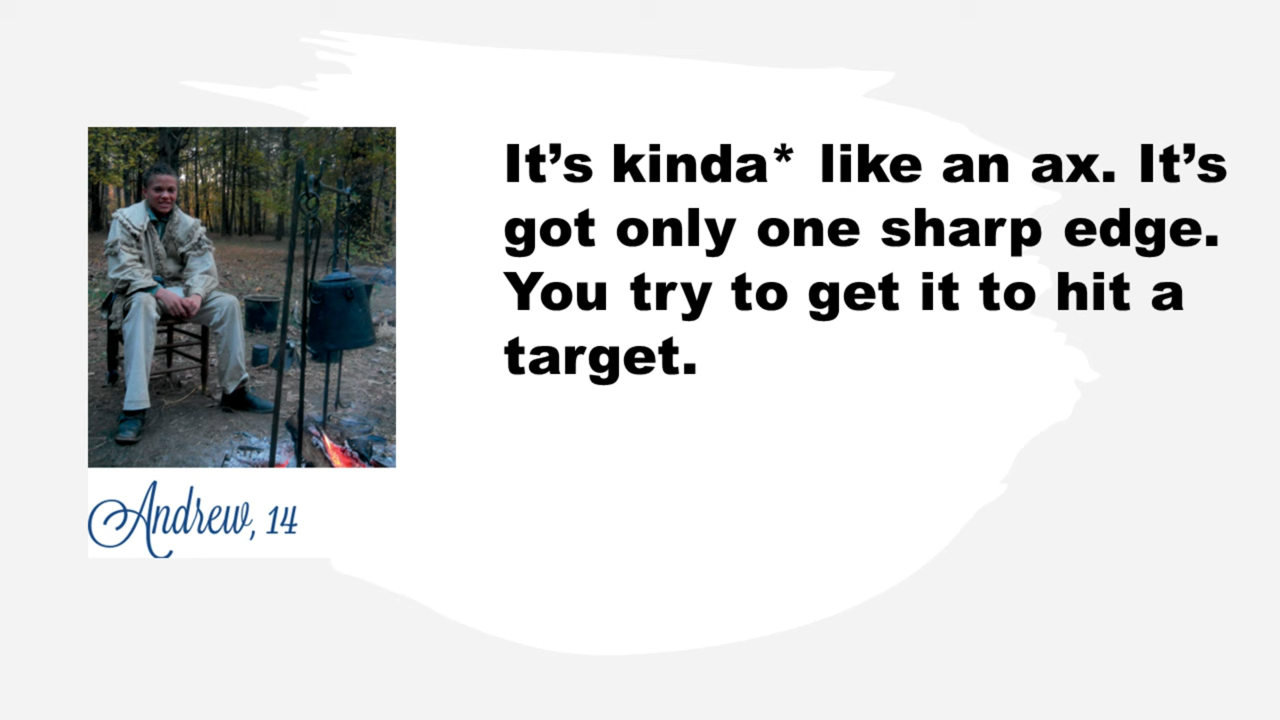 It’s kinda* like an ax. It’s
got only one sharp edge.
You try to get it to hit a
target.
Andrew, 14